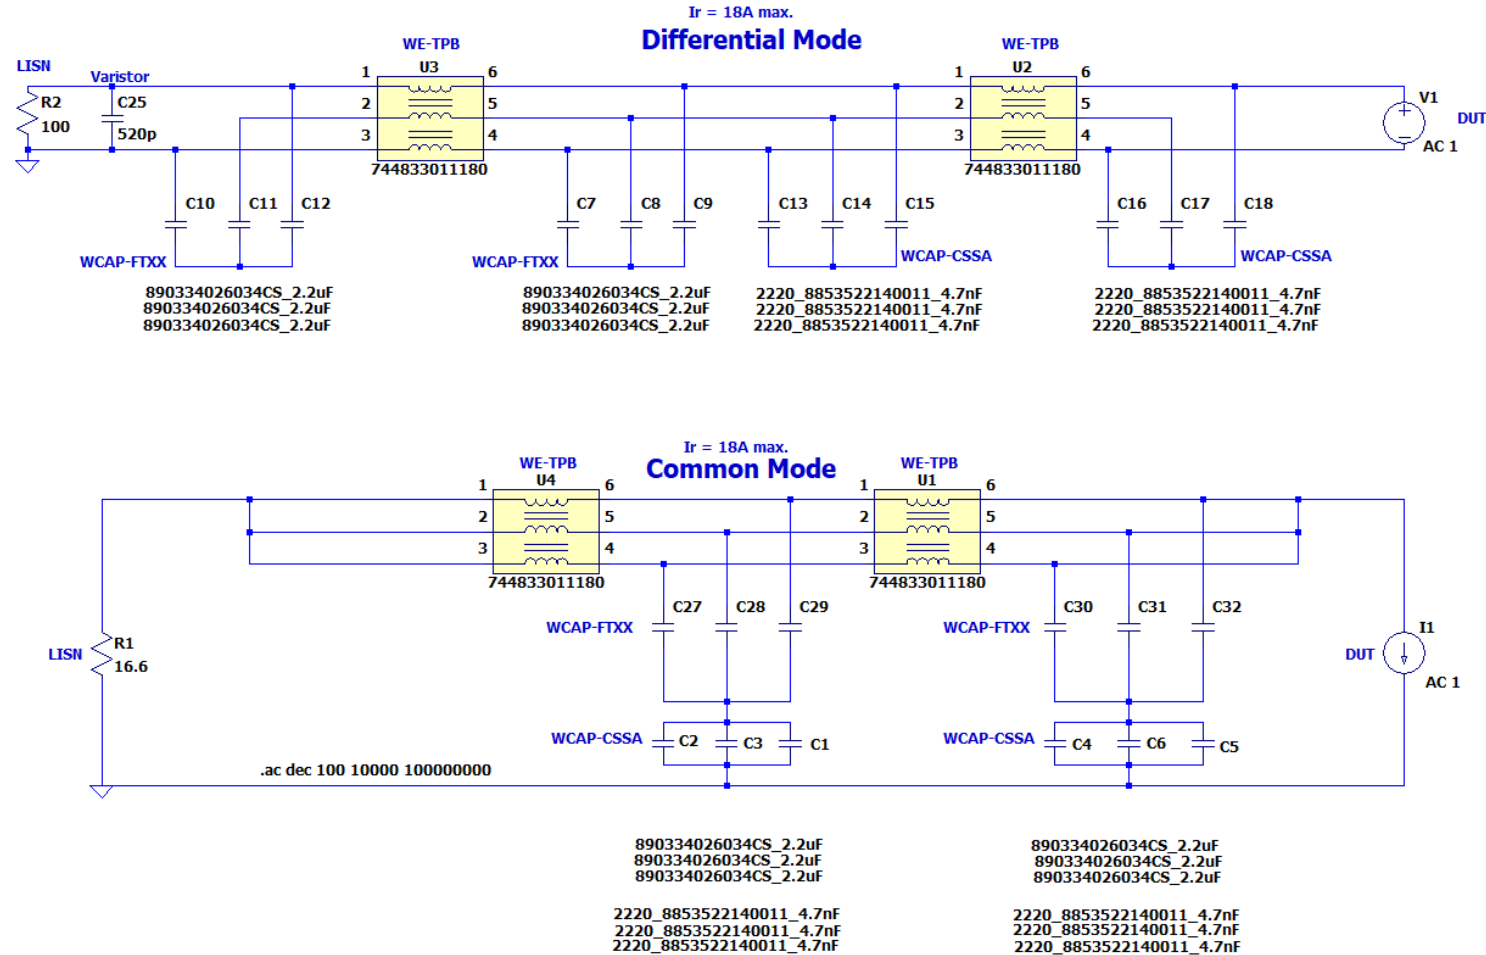 Ir = 18A max.
Differential Mode
WE-TPB
WE-TPB
LISN
Varistor
U3
U2
1
6
1
6
R2
C25
2
5
2
5
V1
100
520p
3
4
3
4
DUT
AC 1
744833011180
744833011180
C10
C11
C12
C7
C8
C9
C13
C14
C15
C16
C17
C18
WCAP-FTXX
WCAP-FTXX
WCAP-CSSA
WCAP-CSSA
890334026034CS_2.2uF
890334026034CS_2.2uF
890334026034CS_2.2uF
890334026034CS_2.2uF
890334026034CS_2.2uF
890334026034CS_2.2uF
2220_8853522140011_4.7nF
2220_8853522140011_4.7nF
2220_8853522140011_4.7nF
2220_8853522140011_4.7nF
2220_8853522140011_4.7nF
2220_8853522140011_4.7nF
Ir = 18A max.
Common Mode
WE-TPB
WE-TPB
U4
U1
1
6
1
6
2
5
2
5
3
4
3
4
744833011180
744833011180
C27
C28
C29
C30
C31
C32
WCAP-FTXX
WCAP-FTXX
I1
R1
LISN
16.6
DUT
AC 1
WCAP-CSSA
C2
C3
C1
WCAP-CSSA
C4
C6
C5
.ac dec 100 10000 100000000
890334026034CS_2.2uF
890334026034CS_2.2uF
890334026034CS_2.2uF
890334026034CS_2.2uF
890334026034CS_2.2uF
890334026034CS_2.2uF
2220_8853522140011_4.7nF
2220_8853522140011_4.7nF
2220_8853522140011_4.7nF
2220_8853522140011_4.7nF
2220_8853522140011_4.7nF
2220_8853522140011_4.7nF